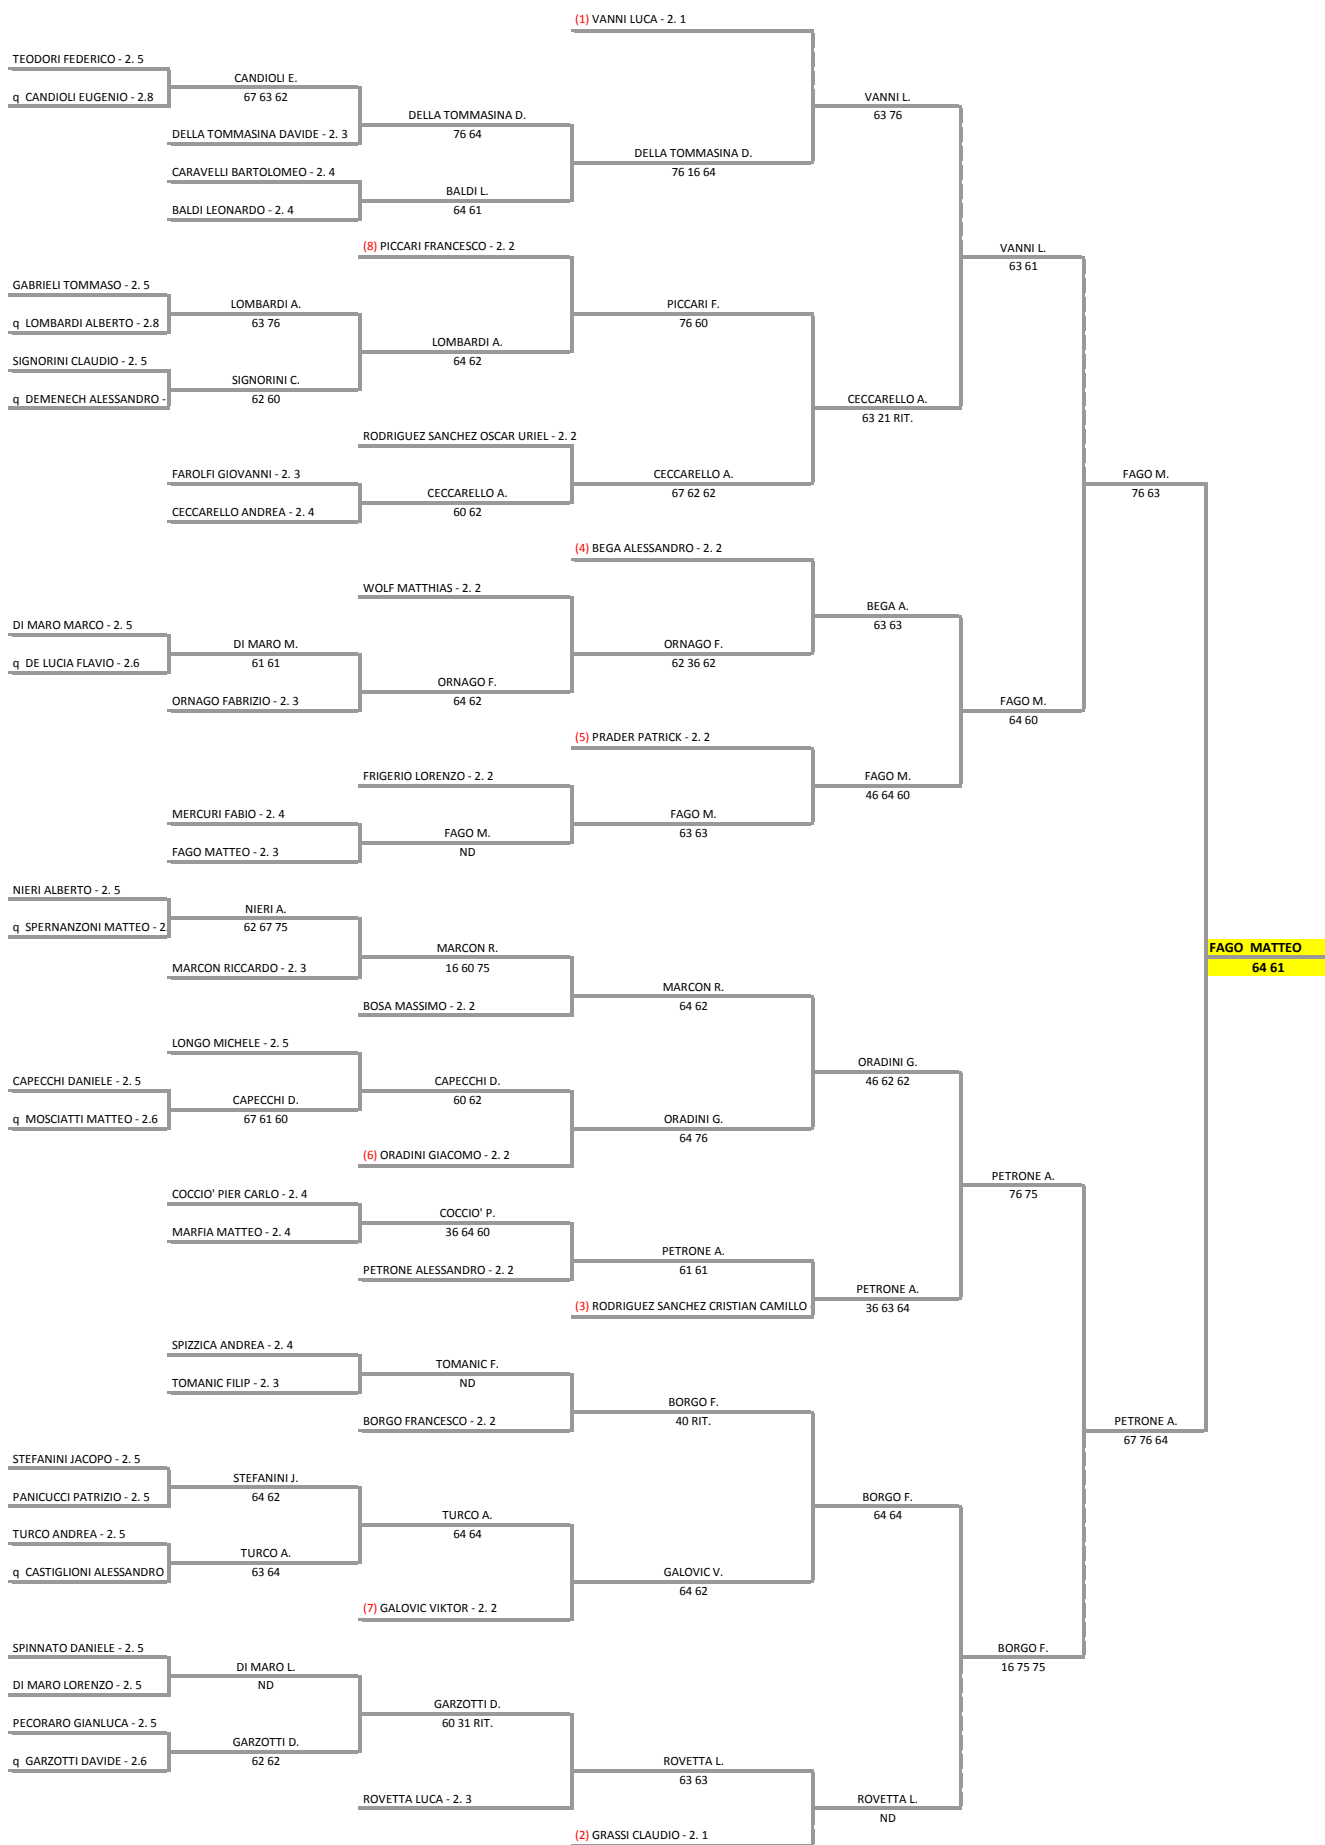 (1) VANNI LUCA - 2. 1
TEODORI FEDERICO - 2. 5
CANDIOLI E.
q CANDIOLI EUGENIO - 2.8
67 63 62
VANNI L.
63 76
DELLA TOMMASINA D.
DELLA TOMMASINA DAVIDE - 2. 3
76 64
DELLA TOMMASINA D.
76 16 64
CARAVELLI BARTOLOMEO - 2. 4
BALDI L.
BALDI LEONARDO - 2. 4
64 61
(8) PICCARI FRANCESCO - 2. 2
VANNI L.
63 61
GABRIELI TOMMASO - 2. 5
LOMBARDI A.
PICCARI F.
q LOMBARDI ALBERTO - 2.8
63 76
76 60
LOMBARDI A.
SIGNORINI CLAUDIO - 2. 5
64 62
SIGNORINI C.
q DEMENECH ALESSANDRO -
62 60
CECCARELLO A.
63 21 RIT.
RODRIGUEZ SANCHEZ OSCAR URIEL - 2. 2
FAROLFI GIOVANNI - 2. 3
CECCARELLO A.
FAGO M.
CECCARELLO A.
67 62 62
76 63
CECCARELLO ANDREA - 2. 4
60 62
(4) BEGA ALESSANDRO - 2. 2
WOLF MATTHIAS - 2. 2
BEGA A.
DI MARO MARCO - 2. 5
63 63
DI MARO M.
ORNAGO F.
q DE LUCIA FLAVIO - 2.6
61 61
62 36 62
ORNAGO F.
ORNAGO FABRIZIO - 2. 3
64 62
FAGO M.
64 60
(5) PRADER PATRICK - 2. 2
FRIGERIO LORENZO - 2. 2
FAGO M.
46 64 60
MERCURI FABIO - 2. 4
FAGO M.
FAGO M.
63 63
FAGO MATTEO - 2. 3
ND
NIERI ALBERTO - 2. 5
NIERI A.
q SPERNANZONI MATTEO - 2
62 67 75
MARCON R.
FAGO MATTEO
MARCON RICCARDO - 2. 3
16 60 75
64 61
MARCON R.
BOSA MASSIMO - 2. 2
64 62
LONGO MICHELE - 2. 5
ORADINI G.
CAPECCHI DANIELE - 2. 5
CAPECCHI D.
46 62 62
CAPECCHI D.
60 62
q MOSCIATTI MATTEO - 2.6
67 61 60
ORADINI G.
64 76
(6) ORADINI GIACOMO - 2. 2
PETRONE A.
COCCIO' PIER CARLO - 2. 4
76 75
COCCIO' P.
MARFIA MATTEO - 2. 4
36 64 60
PETRONE A.
PETRONE ALESSANDRO - 2. 2
61 61
PETRONE A.
(3) RODRIGUEZ SANCHEZ CRISTIAN CAMILLO
36 63 64
SPIZZICA ANDREA - 2. 4
TOMANIC F.
TOMANIC FILIP - 2. 3
ND
BORGO F.
BORGO FRANCESCO - 2. 2
40 RIT.
PETRONE A.
67 76 64
STEFANINI JACOPO - 2. 5
STEFANINI J.
PANICUCCI PATRIZIO - 2. 5
64 62
BORGO F.
TURCO A.
64 64
TURCO ANDREA - 2. 5
64 64
TURCO A.
q CASTIGLIONI ALESSANDRO
63 64
GALOVIC V.
64 62
(7) GALOVIC VIKTOR - 2. 2
SPINNATO DANIELE - 2. 5
BORGO F.
DI MARO L.
16 75 75
DI MARO LORENZO - 2. 5
ND
GARZOTTI D.
PECORARO GIANLUCA - 2. 5
60 31 RIT.
GARZOTTI D.
q GARZOTTI DAVIDE - 2.6
62 62
ROVETTA L.
63 63
ROVETTA LUCA - 2. 3
ROVETTA L.
ND
(2) GRASSI CLAUDIO - 2. 1